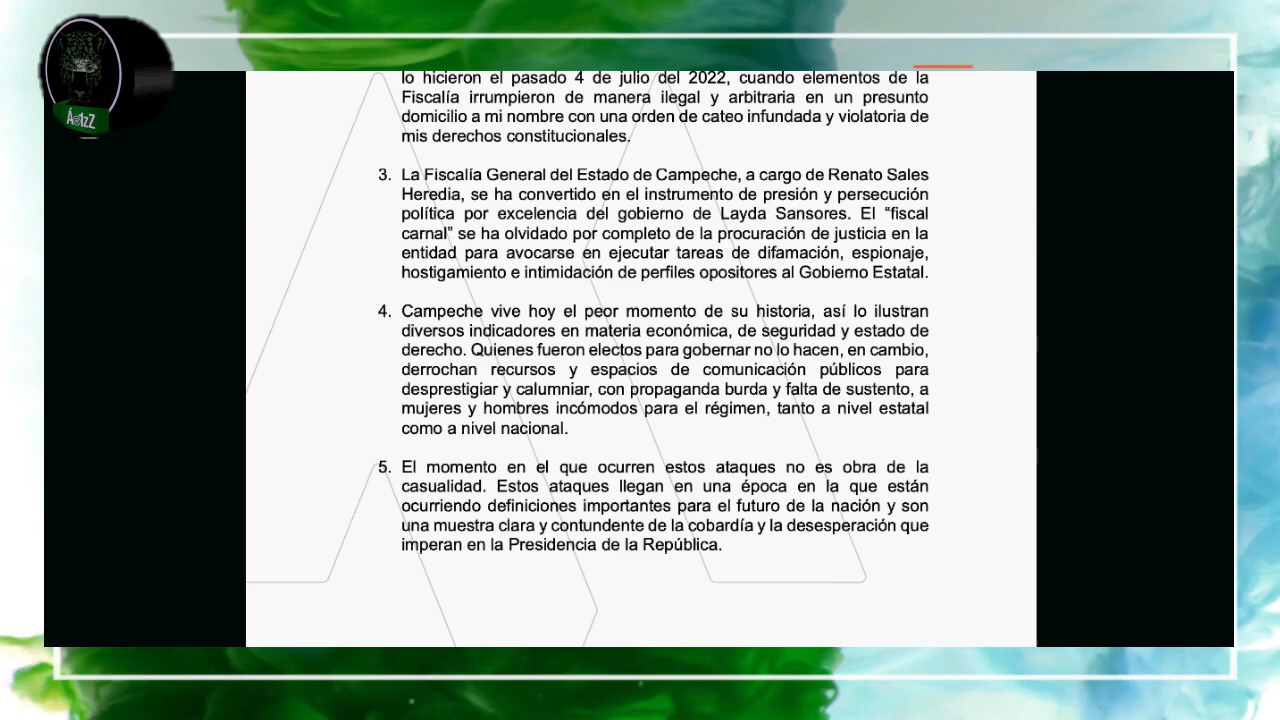 Á@1zZ
lo hicieron el pasado 4 de julio del 2022, cuando elementos de la
Fiscalía irrumpieron de manera ilegal y arbitraria en un presunto
domicilio a mi nombre con una orden de cateo infundada y violatoria de
mis derechos constitucionales.
3. La Fiscalía General del Estado de Campeche, a cargo de Renato Sales
Heredia, se ha convertido en el instrumento de presión y persecución
política por excelencia del gobierno de Layda Sansores. El “fiscal
carnal” se ha olvidado por completo de la procuración de justicia en la
entidad para avocarse en ejecutar tareas de difamación, espionaje,
hostigamiento e intimidación de perfiles opositores al Gobierno Estatal.
4. Campeche vive hoy el peor momento de su historia, así lo ilustran
diversos indicadores en materia económica, de seguridad y estado de
derecho. Quienes fueron electos para gobernar no lo hacen, en cambio,
derrochan recursos y espacios de comunicación públicos para
desprestigiar y calumniar, con propaganda burda y falta de sustento, a
mujeres y hombres incómodos para el régimen, tanto a nivel estatal
como a nivel nacional.
5. El momento en el que ocurren estos ataques no es obra de la
casualidad. Estos ataques llegan en una época en la que están
ocurriendo definiciones importantes para el futuro de la nación y son
una muestra clara y contundente de la cobardía y la desesperación que
imperan en la Presidencia de la República.